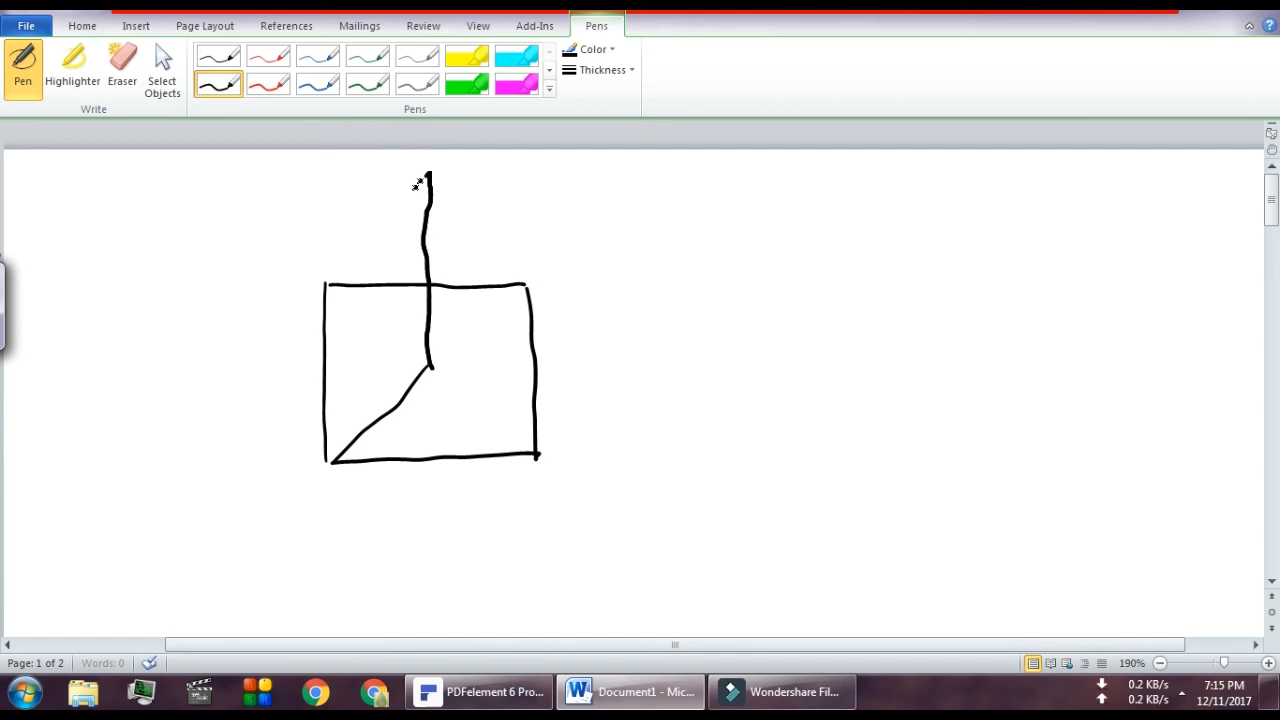 File Home Insert Page Layout References Mailings Review View Add-Ins Pens
Pen Highlighter Eraser Select Objects
Color
Thickness
Write Pens
Page: 1 of 2 Words: 0 190%
PDFelement 6 Pro... Document1 - Mic... Wondershare Fil... 0.2 KB/s 7:15 PM
0.2 KB/s 12/11/2017